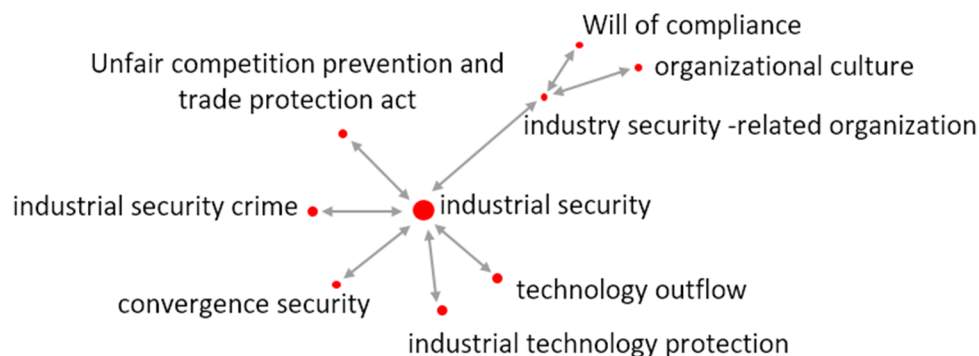 Will of compliance
Unfair competition prevention and
trade protection act
organizational culture
industry security -related organization
industrial security crime
industrial security
convergence security
technology outflow
industrial technology protection